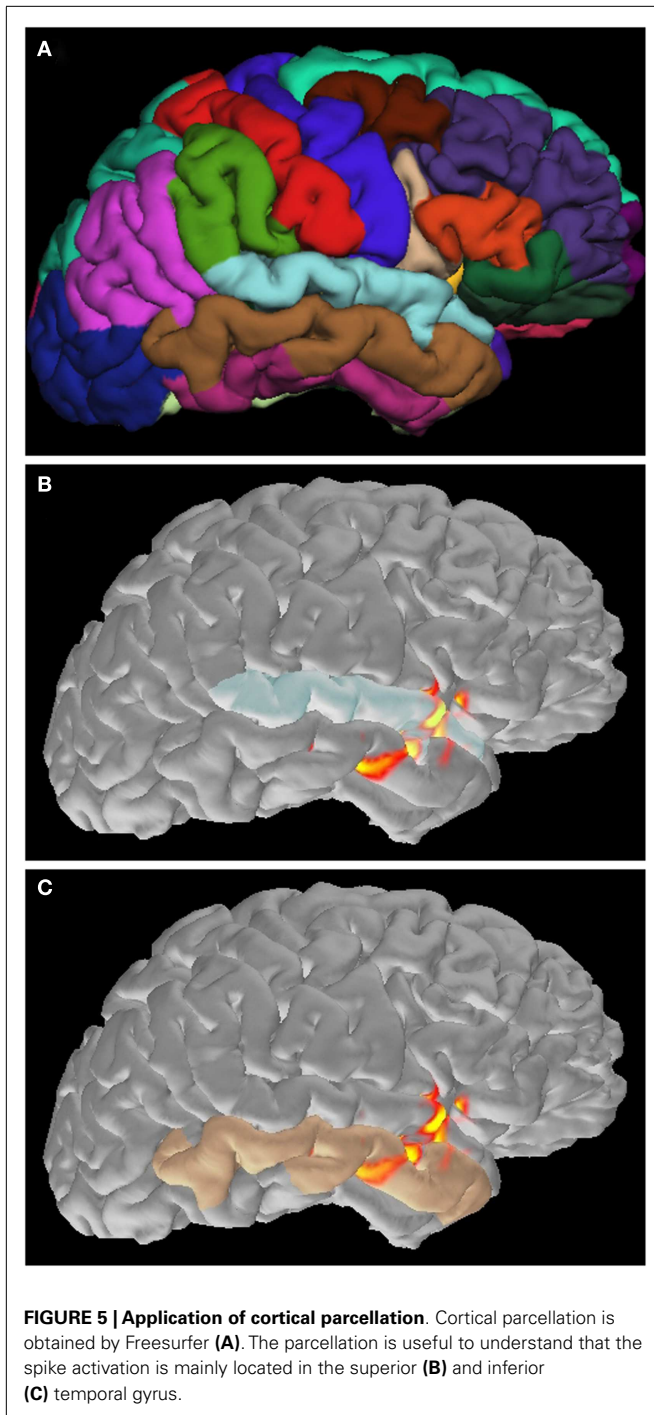 A
B
C
FIGURE 5 | Application of cortical parcellation. Cortical parcellation is
obtained by Freesurfer (A). The parcellation is useful to understand that the
spike activation is mainly located in the superior (B) and inferior
(C) temporal gyrus.